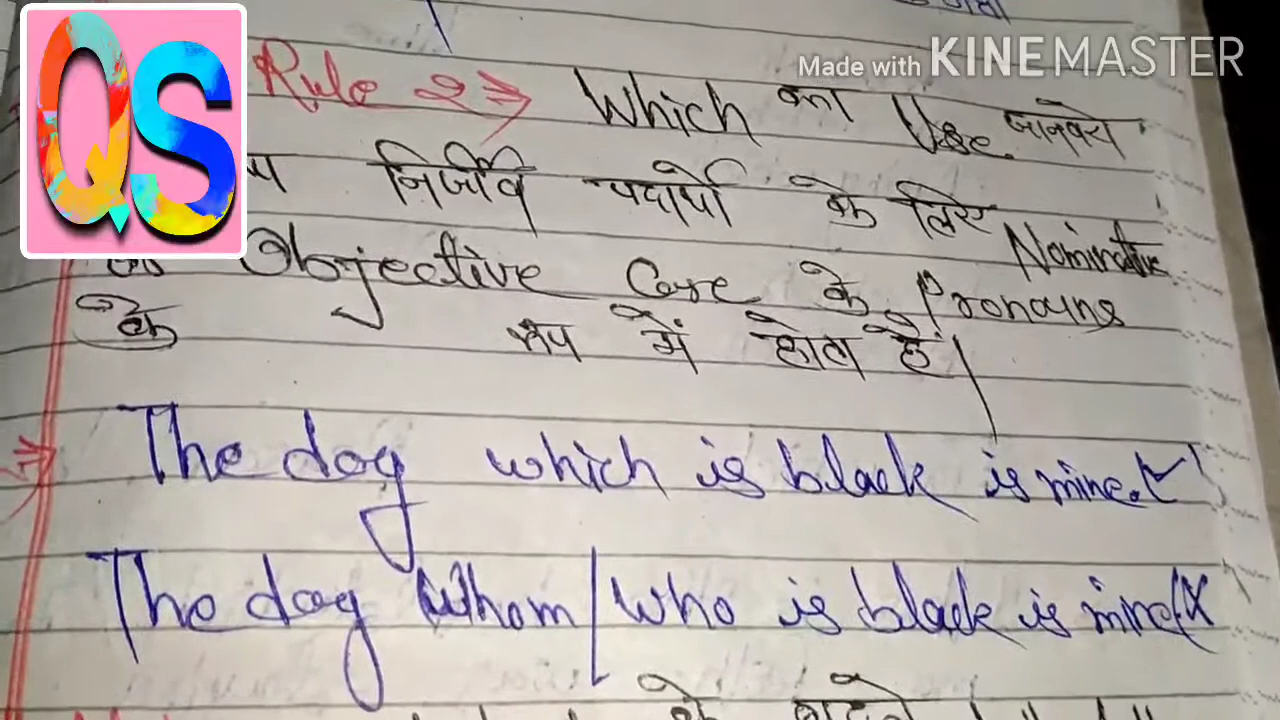 QS
Made with KINEMASTER
Rule 2 ⇒ Which का Use जानवरो
निर्जीव पदार्थो के लिए Nominative
Objective Case के Pronouns
के रूप में होता है।
The dog which is black is mine. ✓
The dog Whom / Who is black is mine (X